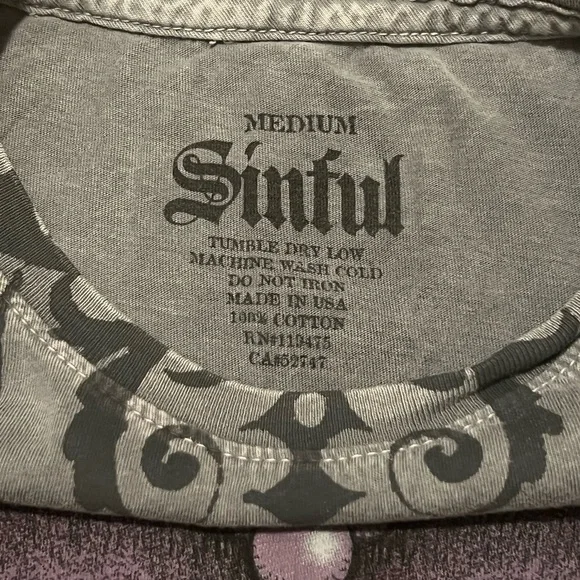 MEDIUM
Sinful
TUMBLE DRY LOW
MACHINE WASH COLD
DO NOT IRON
MADE IN USA
100% COTTON
RN#119475
CA#52747